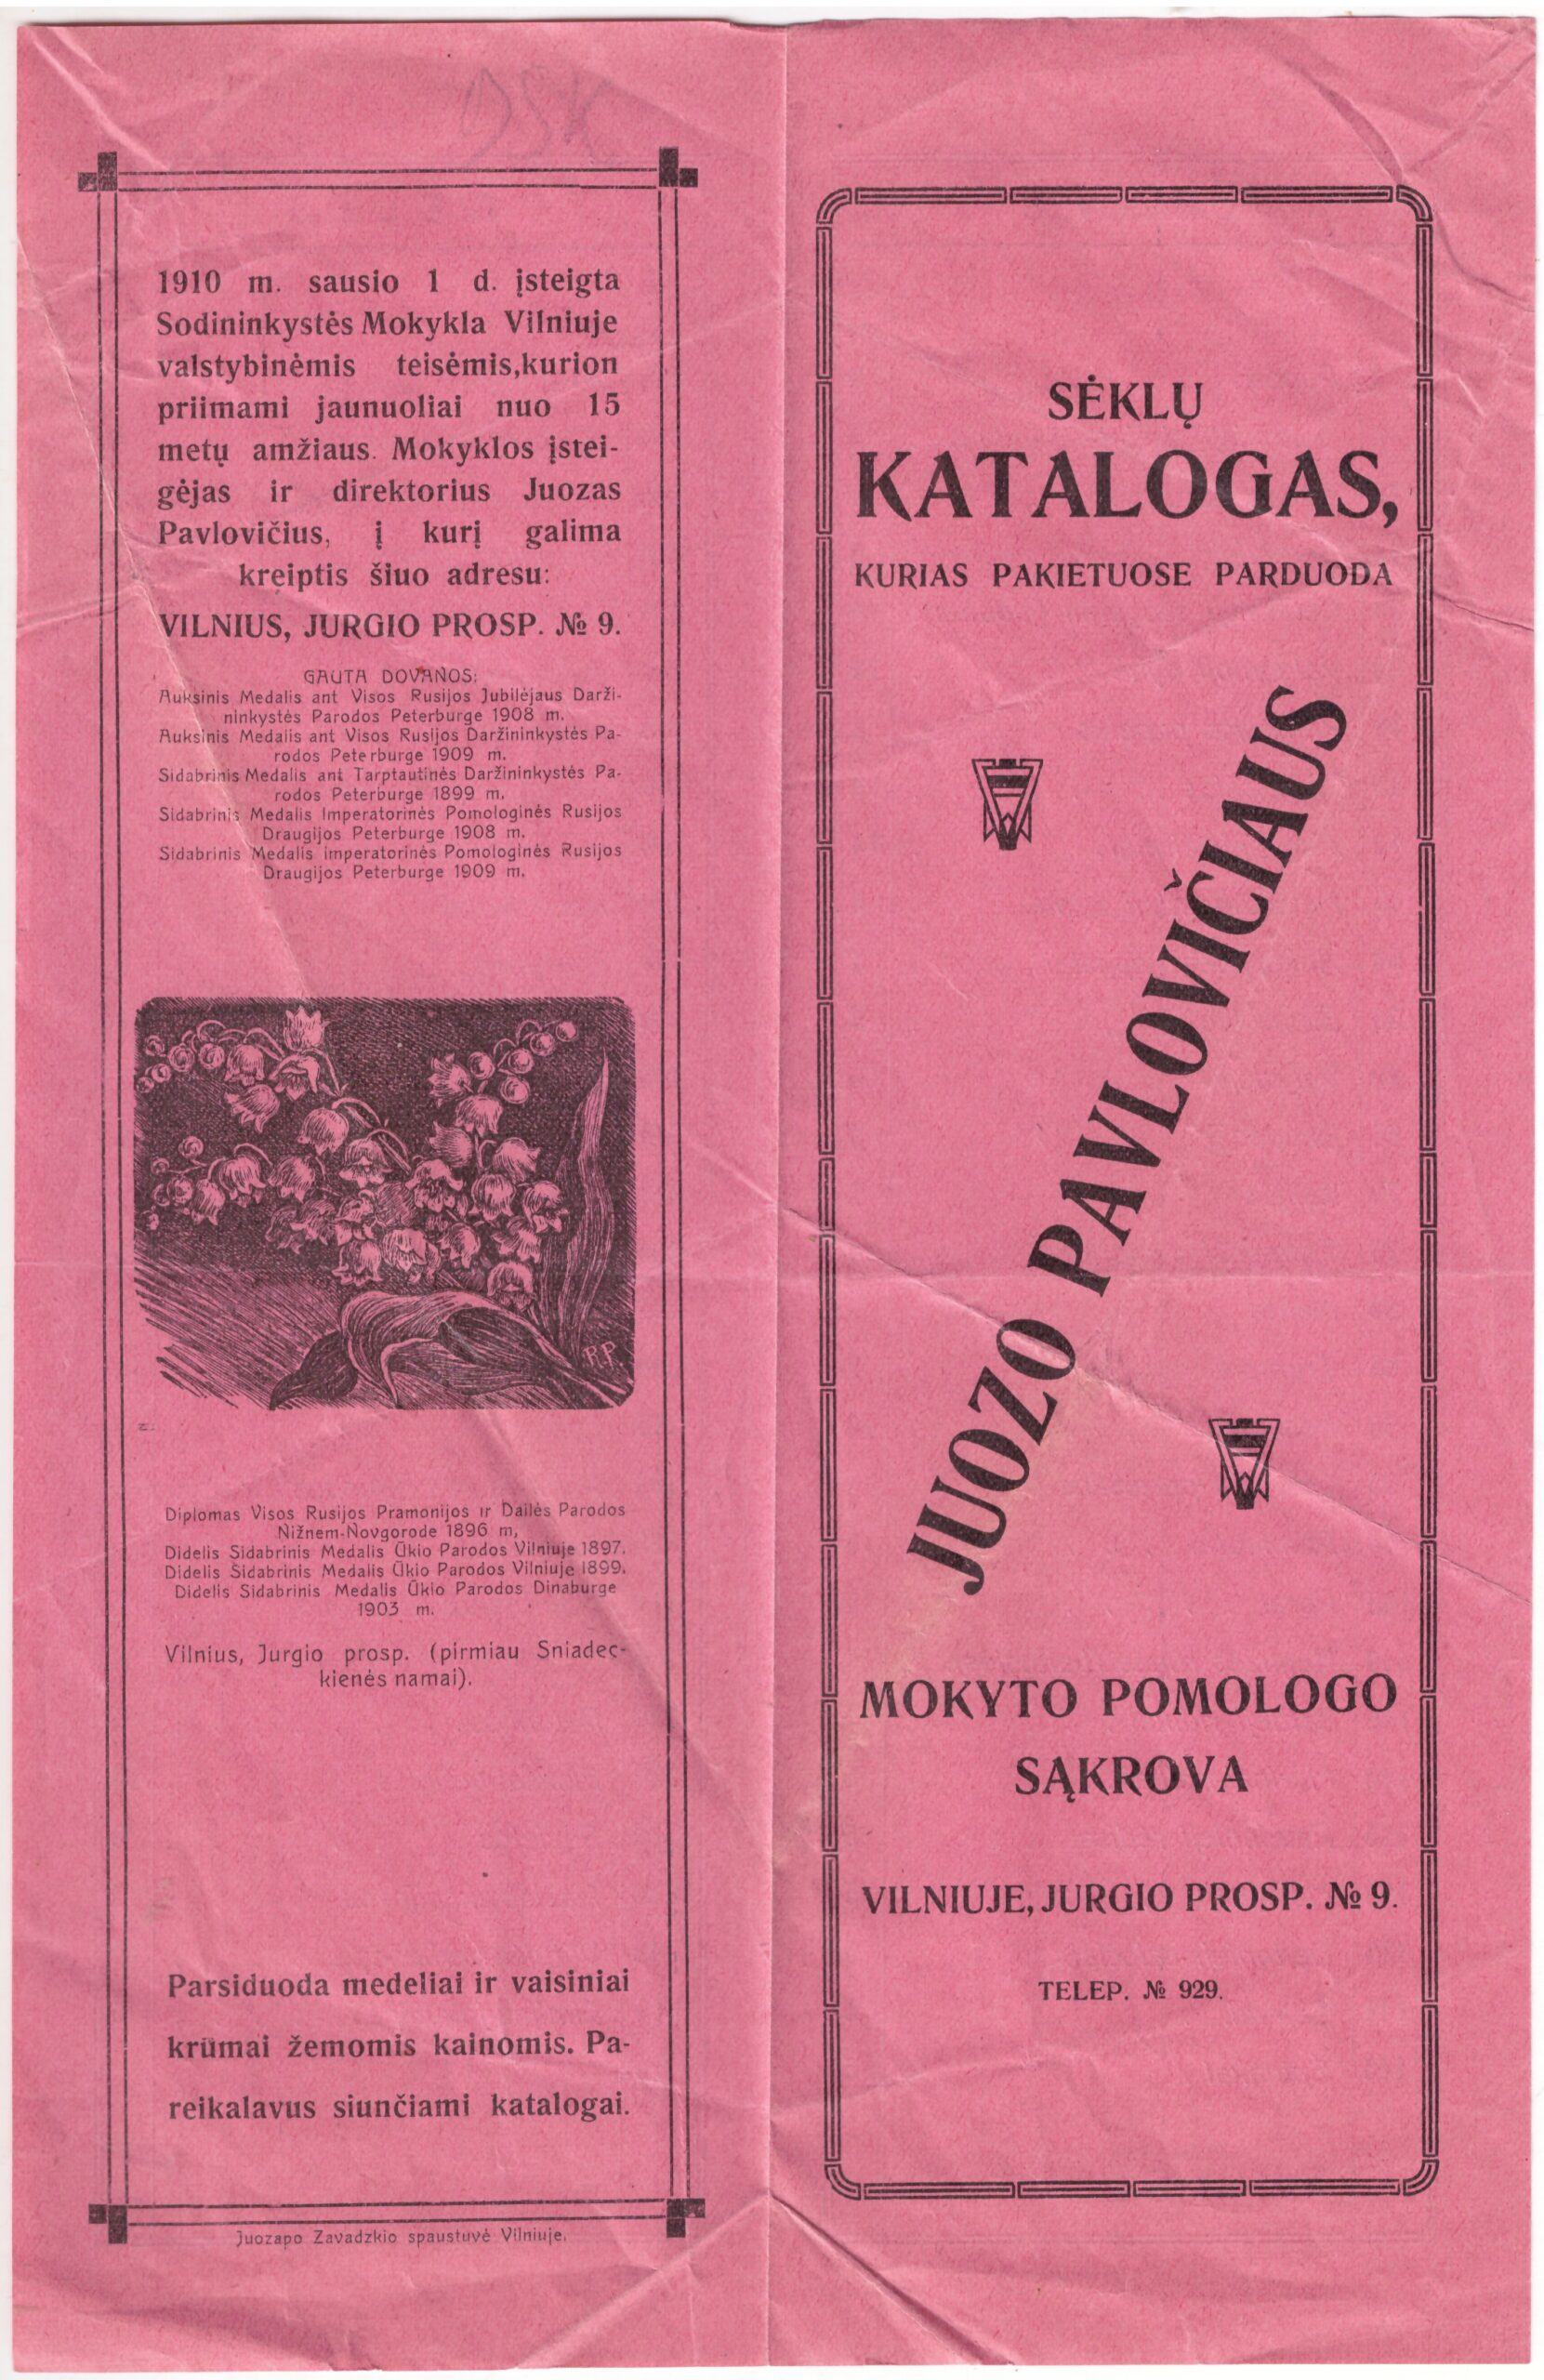 1910 m. sausio 1 d. įsteigta
Sodininkystės Mokykla Vilniuje
valstybinėmis teisėmis,kurion
priimami jaunuoliai nuo 15
metų amžiaus. Mokyklos įstei-
gėjas ir direktorius Juozas
Pavlovičius, į kurį galima
kreiptis šiuo adresu:
VILNIUS, JURGIO PROSP. № 9.
GAUTA DOVANOS:
Auksinis Medalis ant Visos Rusijos Jubilėjaus Darži-
ninkystės Parodos Peterburge 1908 m.
Auksinis Medalis ant Visos Rusijos Daržininkystės Pa-
rodos Peterburge 1909 m.
Sidabrinis Medalis ant Tarptautinės Daržininkystės Pa-
rodos Peterburge 1899 m.
Sidabrinis Medalis Imperatorinės Pomologinės Rusijos
Draugijos Peterburge 1908 m.
Sidabrinis Medalis imperatorinės Pomologinės Rusijos
Draugijos Peterburge 1909 m.
P.P.
Diplomas Visos Rusijos Pramonijos ir Dailės Parodos
Nižnem-Novgorode 1896 m,
Didelis Sidabrinis Medalis Ūkio Parodos Vilniuje 1897.
Didelis Sidabrinis Medalis Ūkio Parodos Vilniuje 1899.
Didelis Sidabrinis Medalis Ūkio Parodos Dinaburge
1903 m.
Vilnius, Jurgio prosp. (pirmiau Sniadec-
kienės namai).
Parsiduoda medeliai ir vaisiniai
krūmai žemomis kainomis. Pa-
reikalavus siunčiami katalogai.
Juozapo Zavadzkio spaustuvė Vilniuje.
SĖKLŲ
KATALOGAS,
KURIAS PAKIETUOSE PARDUODA
JUOZO PAVLOVIČIAUS
MOKYTO POMOLOGO
SĄKROVA
VILNIUJE, JURGIO PROSP. № 9.
TELEP. № 929.